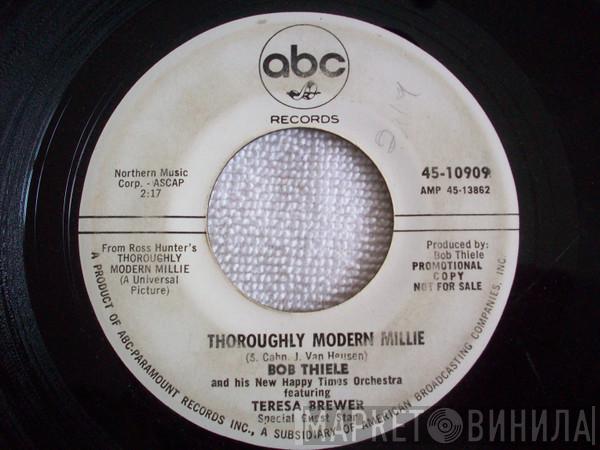 abc
RECORDS
Northern Music
Corp. - ASCAP
2:17
45-10909
AMP 45-13862
From Ross Hunter's
THOROUGHLY
MODERN MILLIE
(A Universal
Picture)
Produced by:
Bob Thiele
PROMOTIONAL
COPY
NOT FOR SALE
THOROUGHLY MODERN MILLIE
(S. Cahn. J. Van Heusen)
BOB THIELE
and his New Happy Times Orchestra
featuring
TERESA BREWER
Special Guest Star
A PRODUCT OF ABC-PARAMOUNT RECORDS INC., A SUBSIDIARY OF AMERICAN BROADCASTING COMPANIES, INC.
МАРКЕТ ВИНИЛА